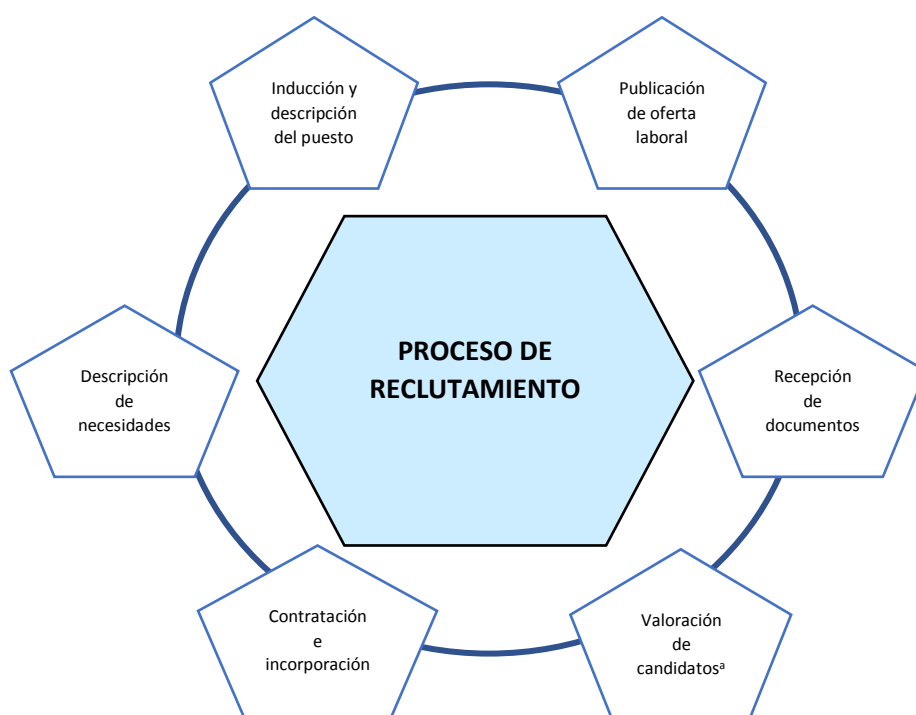 Inducción y
descripción
del puesto
Publicación
de oferta
laboral
PROCESO DE
RECLUTAMIENTO
Descripción
de
necesidades
Recepción
de
documentos
Contratación
e
incorporación
Valoración
de
candidatosª